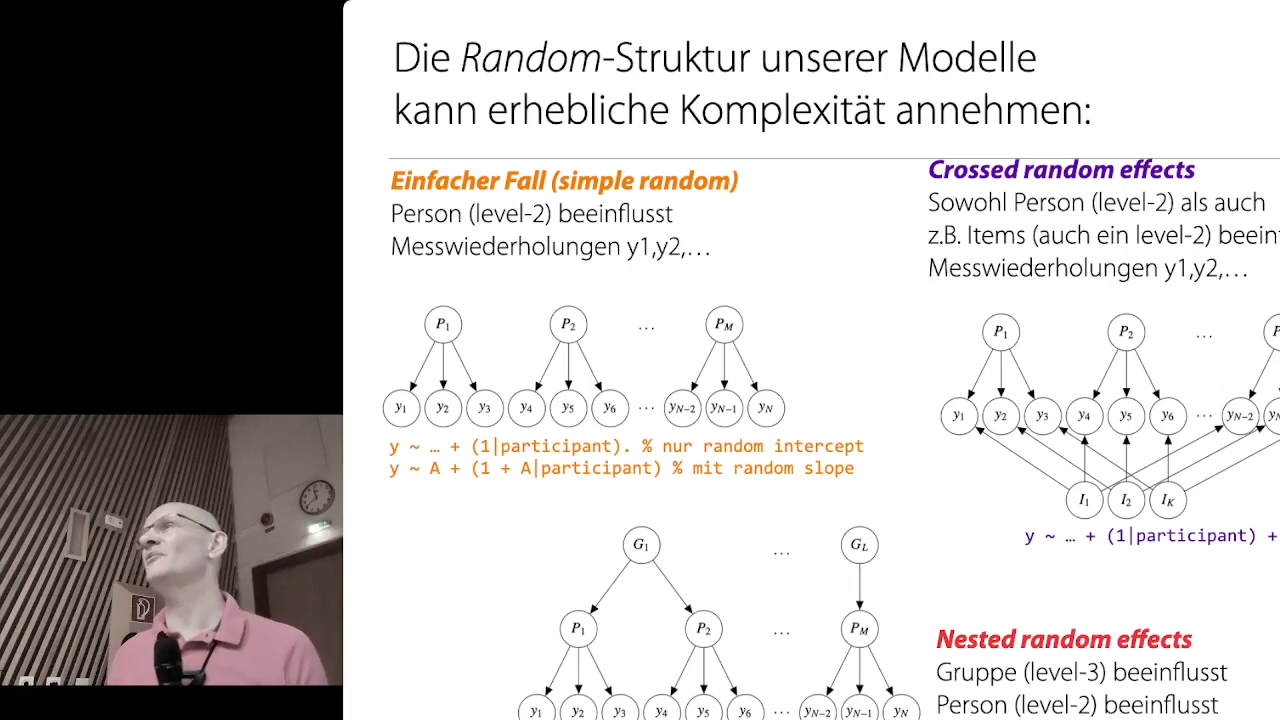 Die Random-Struktur unserer Modelle
kann erhebliche Komplexität annehmen:
Einfacher Fall (simple random)
Person (level-2) beeinflusst
Messwiederholungen y1,y2,…
P1 P2 … PM
y1 y2 y3 y4 y5 y6 … yN−2 yN−1 yN
y ~ … + (1|participant). % nur random intercept
y ~ A + (1 + A|participant) % mit random slope
Crossed random effects
Sowohl Person (level-2) als auch
z.B. Items (auch ein level-2) beein
Messwiederholungen y1,y2,…
P1 P2 … P
y1 y2 y3 y4 y5 y6 … yN−2
I1 I2 IK
y ~ … + (1|participant) +
G1 … GL
P1 P2 … PM
y1 y2 y3 y4 y5 y6 … yN−2 yN−1 yN
Nested random effects
Gruppe (level-3) beeinflusst
Person (level-2) beeinflusst